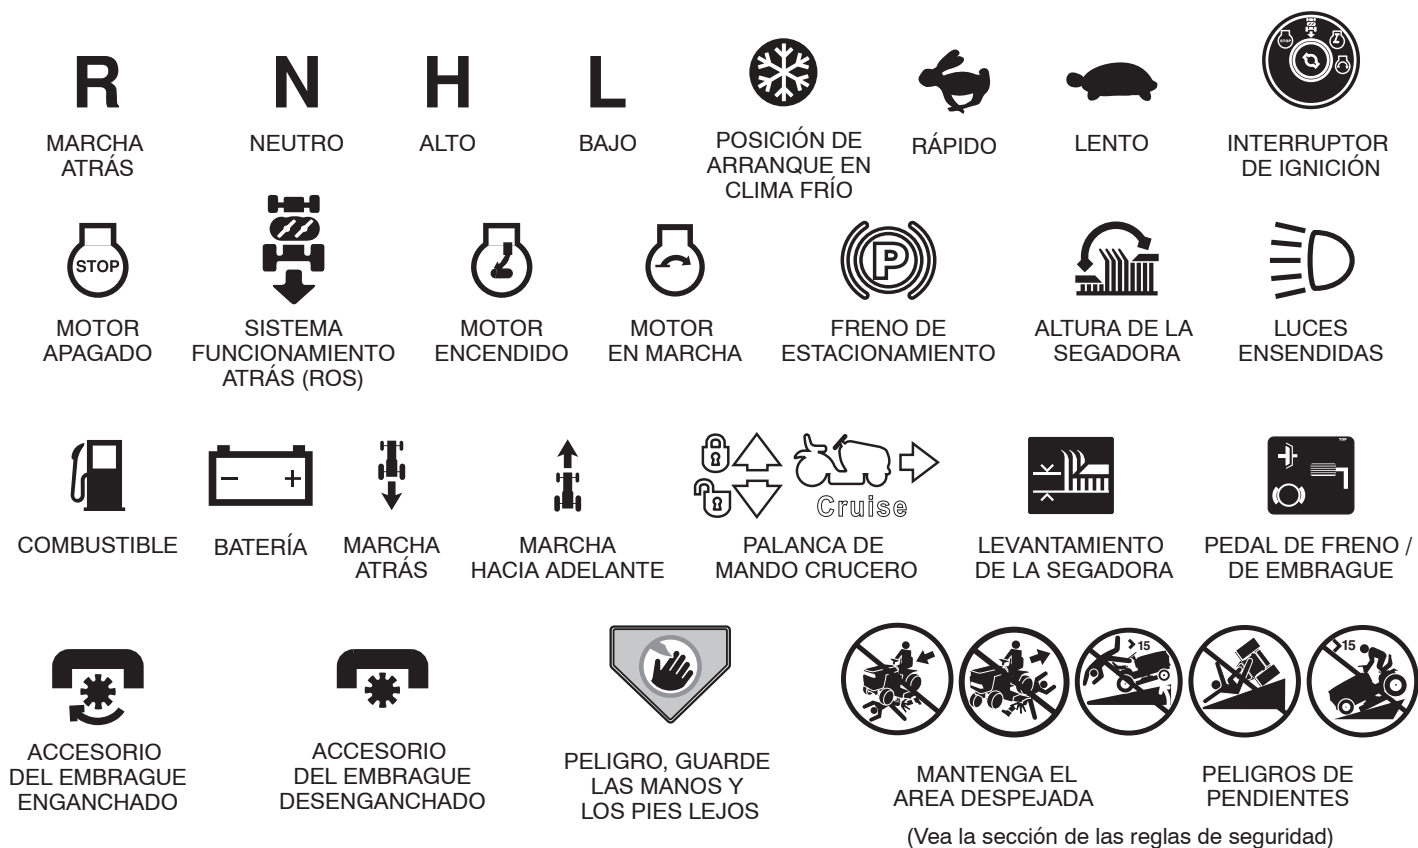 R
N
H
L
MARCHA
ATRÁS
NEUTRO
ALTO
BAJO
POSICIÓN DE
ARRANQUE EN
CLIMA FRÍO
RÁPIDO
LENTO
STOP
INTERRUPTOR
DE IGNICIÓN
STOP
MOTOR
APAGADO
SISTEMA
FUNCIONAMIENTO
ATRÁS (ROS)
MOTOR
ENCENDIDO
MOTOR
EN MARCHA
P
FRENO DE
ESTACIONAMIENTO
ALTURA DE LA
SEGADORA
LUCES
ENSENDIDAS
COMBUSTIBLE
– +
BATERÍA
MARCHA
ATRÁS
MARCHA
HACIA ADELANTE
Cruise
PALANCA DE
MANDO CRUCERO
LEVANTAMIENTO
DE LA SEGADORA
TOP
PEDAL DE FRENO /
DE EMBRAGUE
ACCESORIO
DEL EMBRAGUE
ENGANCHADO
ACCESORIO
DEL EMBRAGUE
DESENGANCHADO
PELIGRO, GUARDE
LAS MANOS Y
LOS PIES LEJOS
>15
>15
MANTENGA EL
AREA DESPEJADA
PELIGROS DE
PENDIENTES
(Vea la sección de las reglas de seguridad)